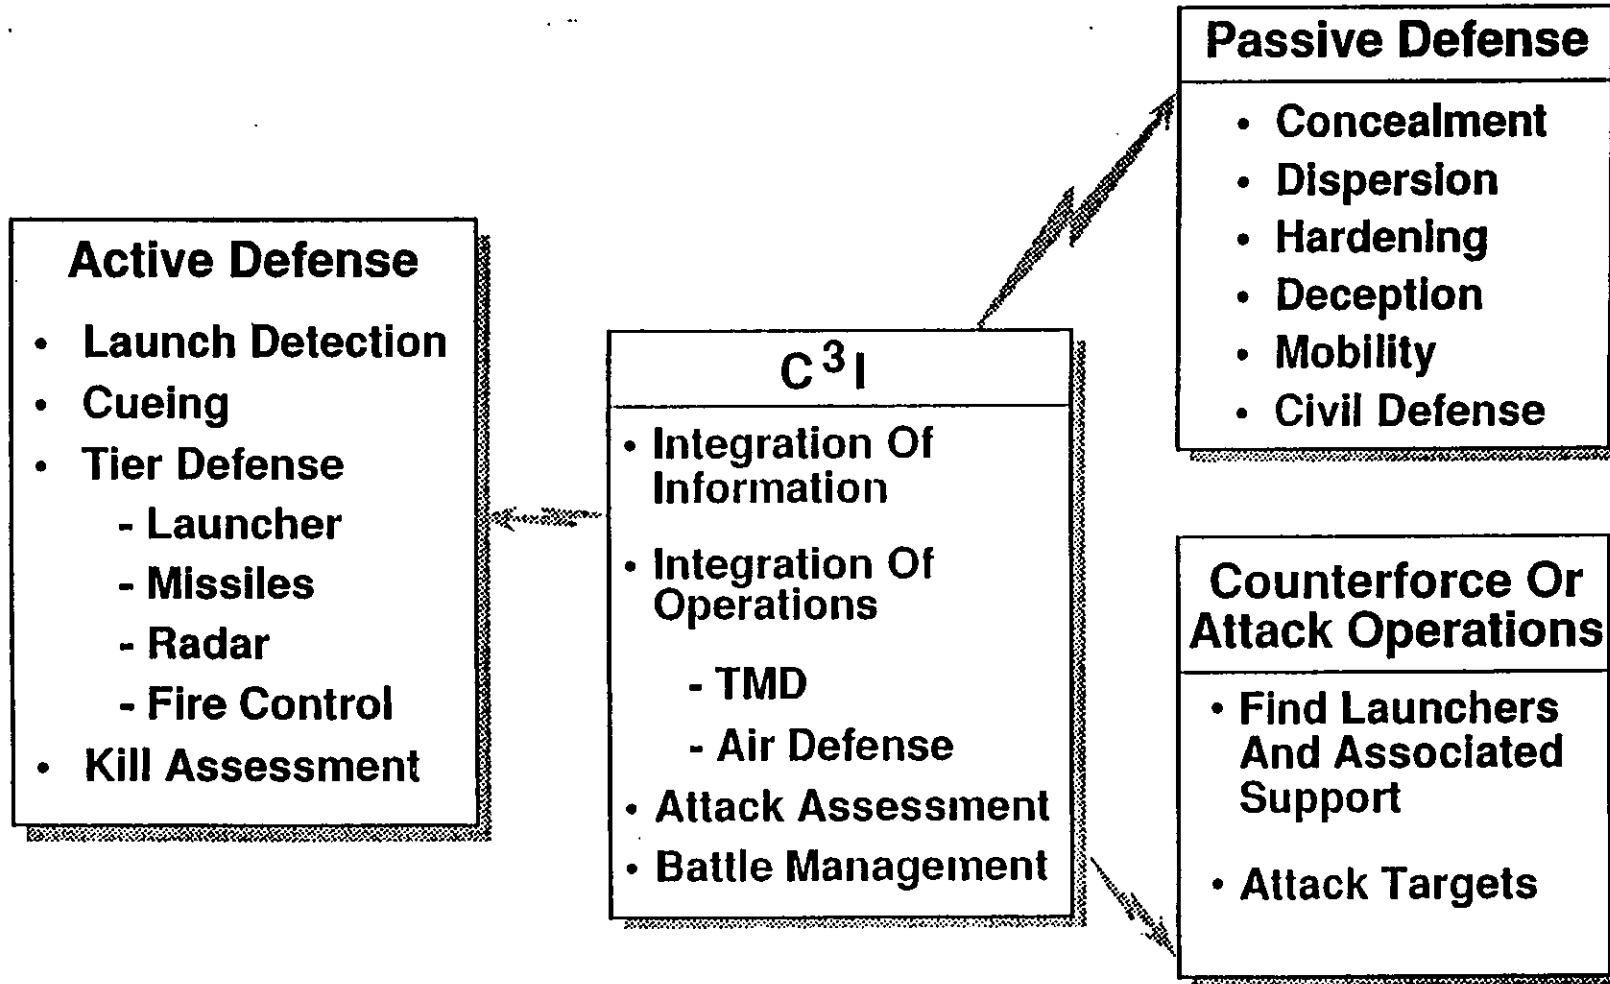 Active Defense
• Launch Detection
• Cueing
• Tier Defense
- Launcher
- Missiles
- Radar
- Fire Control
• Kill Assessment
C³I
• Integration Of
Information
• Integration Of
Operations
- TMD
- Air Defense
• Attack Assessment
• Battle Management
Passive Defense
• Concealment
• Dispersion
• Hardening
• Deception
• Mobility
• Civil Defense
Counterforce Or
Attack Operations
• Find Launchers
And Associated
Support
• Attack Targets